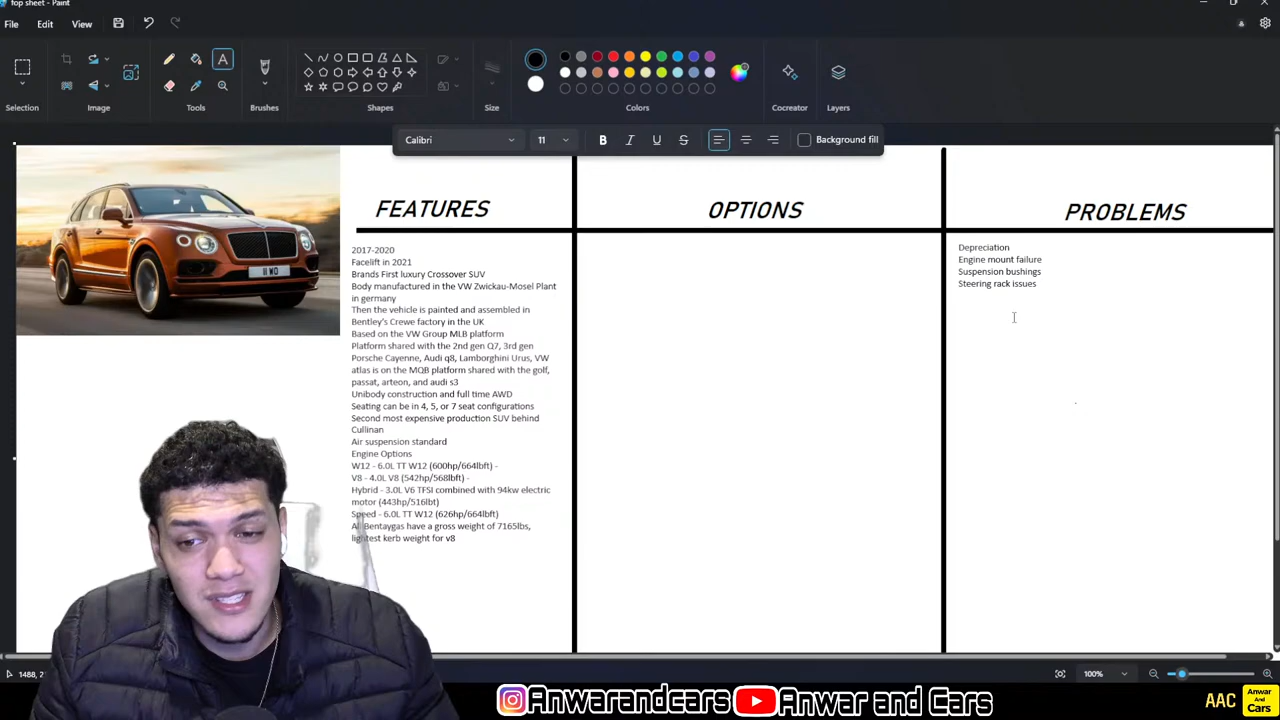 top sheet - Paint
File Edit View
Selection Image Tools Brushes Shapes Size Colors Cocreator Layers
Calibri 11 B I U S Background fill
FEATURES
2017-2020
Facelift in 2021
Brands First luxury Crossover SUV
Body manufactured in the VW Zwickau-Mosel Plant
in germany
Then the vehicle is painted and assembled in
Bentley's Crewe factory in the UK
Based on the VW Group MLB platform
Platform shared with the 2nd gen Q7, 3rd gen
Porsche Cayenne, Audi q8, Lamborghini Urus, VW
atlas is on the MQB platform shared with the golf,
passat, arteon, and audi s3
Unibody construction and full time AWD
Seating can be in 4, 5, or 7 seat configurations
Second most expensive production SUV behind
Cullinan
Air suspension standard
Engine Options
W12 - 6.0L TT W12 (600hp/664lbft) -
V8 - 4.0L V8 (542hp/568lbft) -
Hybrid - 3.0L V6 TFSI combined with 94kw electric
motor (443hp/516lbt)
Speed - 6.0L TT W12 (626hp/664lbft)
All Bentaygas have a gross weight of 7165lbs,
lightest kerb weight for v8
OPTIONS
PROBLEMS
Depreciation
Engine mount failure
Suspension bushings
Steering rack issues
100%
Anwarandcars Anwar and Cars
AAC
Anwar
And
Cars